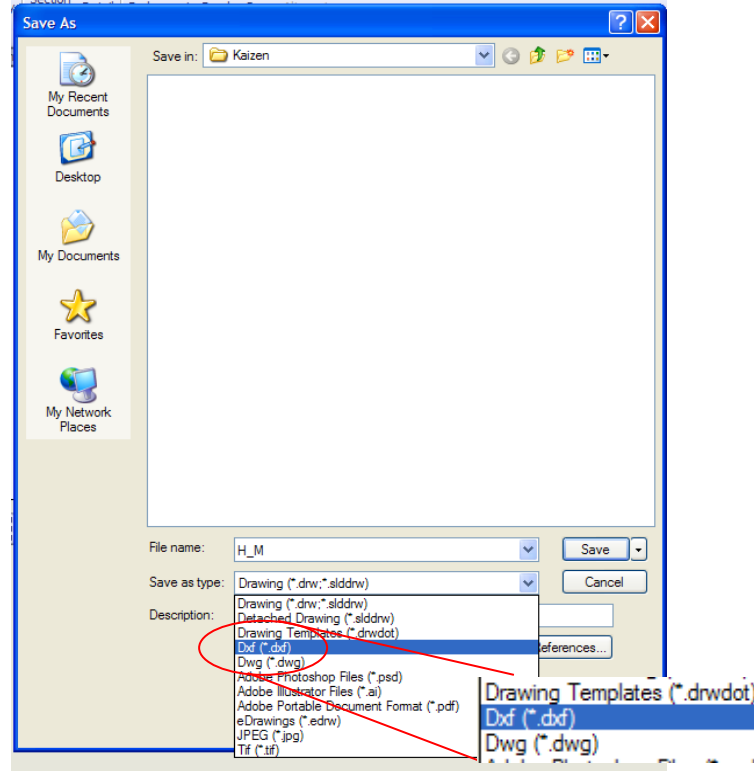 Save As
Save in: Kaizen
My Recent
Documents
Desktop
My Documents
Favorites
My Network
Places
File name: H_M Save
Save as type: Drawing (*.drw;*.slddrw) Cancel
Description:
Drawing (*.drw;*.slddrw)
Detached Drawing (*.slddrw)
Drawing Templates (*.drwdot)
Dxf (*.dxf)
References...
Dwg (*.dwg)
Adobe Photoshop Files (*.psd)
Adobe Illustrator Files (*.ai)
Adobe Portable Document Format (*.pdf)
eDrawings (*.edrw)
JPEG (*.jpg)
Tif (*.tif)
Drawing Templates (*.drwdot)
Dxf (*.dxf)
Dwg (*.dwg)